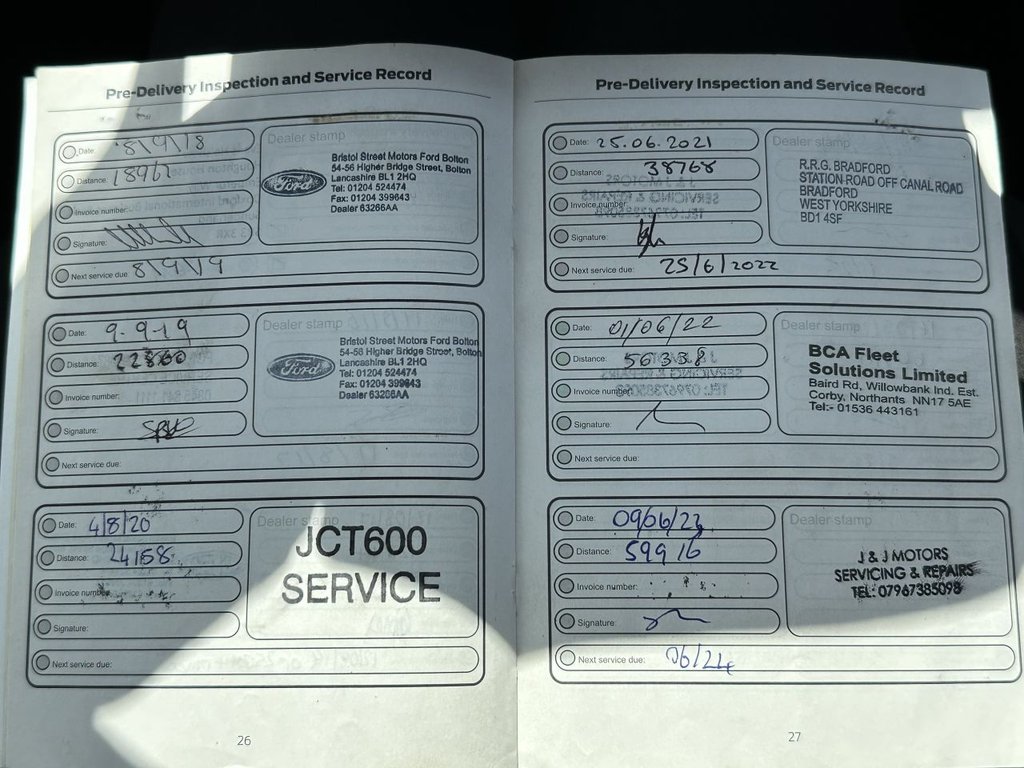 Pre-Delivery Inspection and Service Record
Date: 8\9\18
Distance: 18962
Invoice number:
Signature:
Next service due: 8\9\19
Dealer stamp
Ford
Bristol Street Motors Ford Bolton
54-56 Higher Bridge Street, Bolton
Lancashire BL1 2HQ
Tel: 01204 524474
Fax: 01204 399643
Dealer 63266AA
Date: 9-9-19
Distance: 22860
Invoice number:
Signature:
Next service due:
Dealer stamp
Ford
Bristol Street Motors Ford Bolton
54-56 Higher Bridge Street, Bolton
Lancashire BL1 2HQ
Tel: 01204 524474
Fax: 01204 399643
Dealer 63266AA
Date: 4/8/20
Distance: 24158
Invoice number:
Signature:
Next service due:
Dealer stamp
JCT600
SERVICE
26
Pre-Delivery Inspection and Service Record
Date: 25.06.2021
Distance: 38768
Invoice number:
Signature:
Next service due: 25/6/2022
Dealer stamp
R.R.G. BRADFORD
STATION ROAD OFF CANAL ROAD
BRADFORD
WEST YORKSHIRE
BD1 4SF
Date: 01/06/22
Distance: 56338
Invoice number:
Signature:
Next service due:
Dealer stamp
BCA Fleet
Solutions Limited
Baird Rd, Willowbank Ind. Est.
Corby, Northants NN17 5AE
Tel:- 01536 443161
Date: 09/06/23
Distance: 59916
Invoice number:
Signature:
Next service due: 06/24
Dealer stamp
J & J MOTORS
SERVICING & REPAIRS
TEL: 07967385098
27